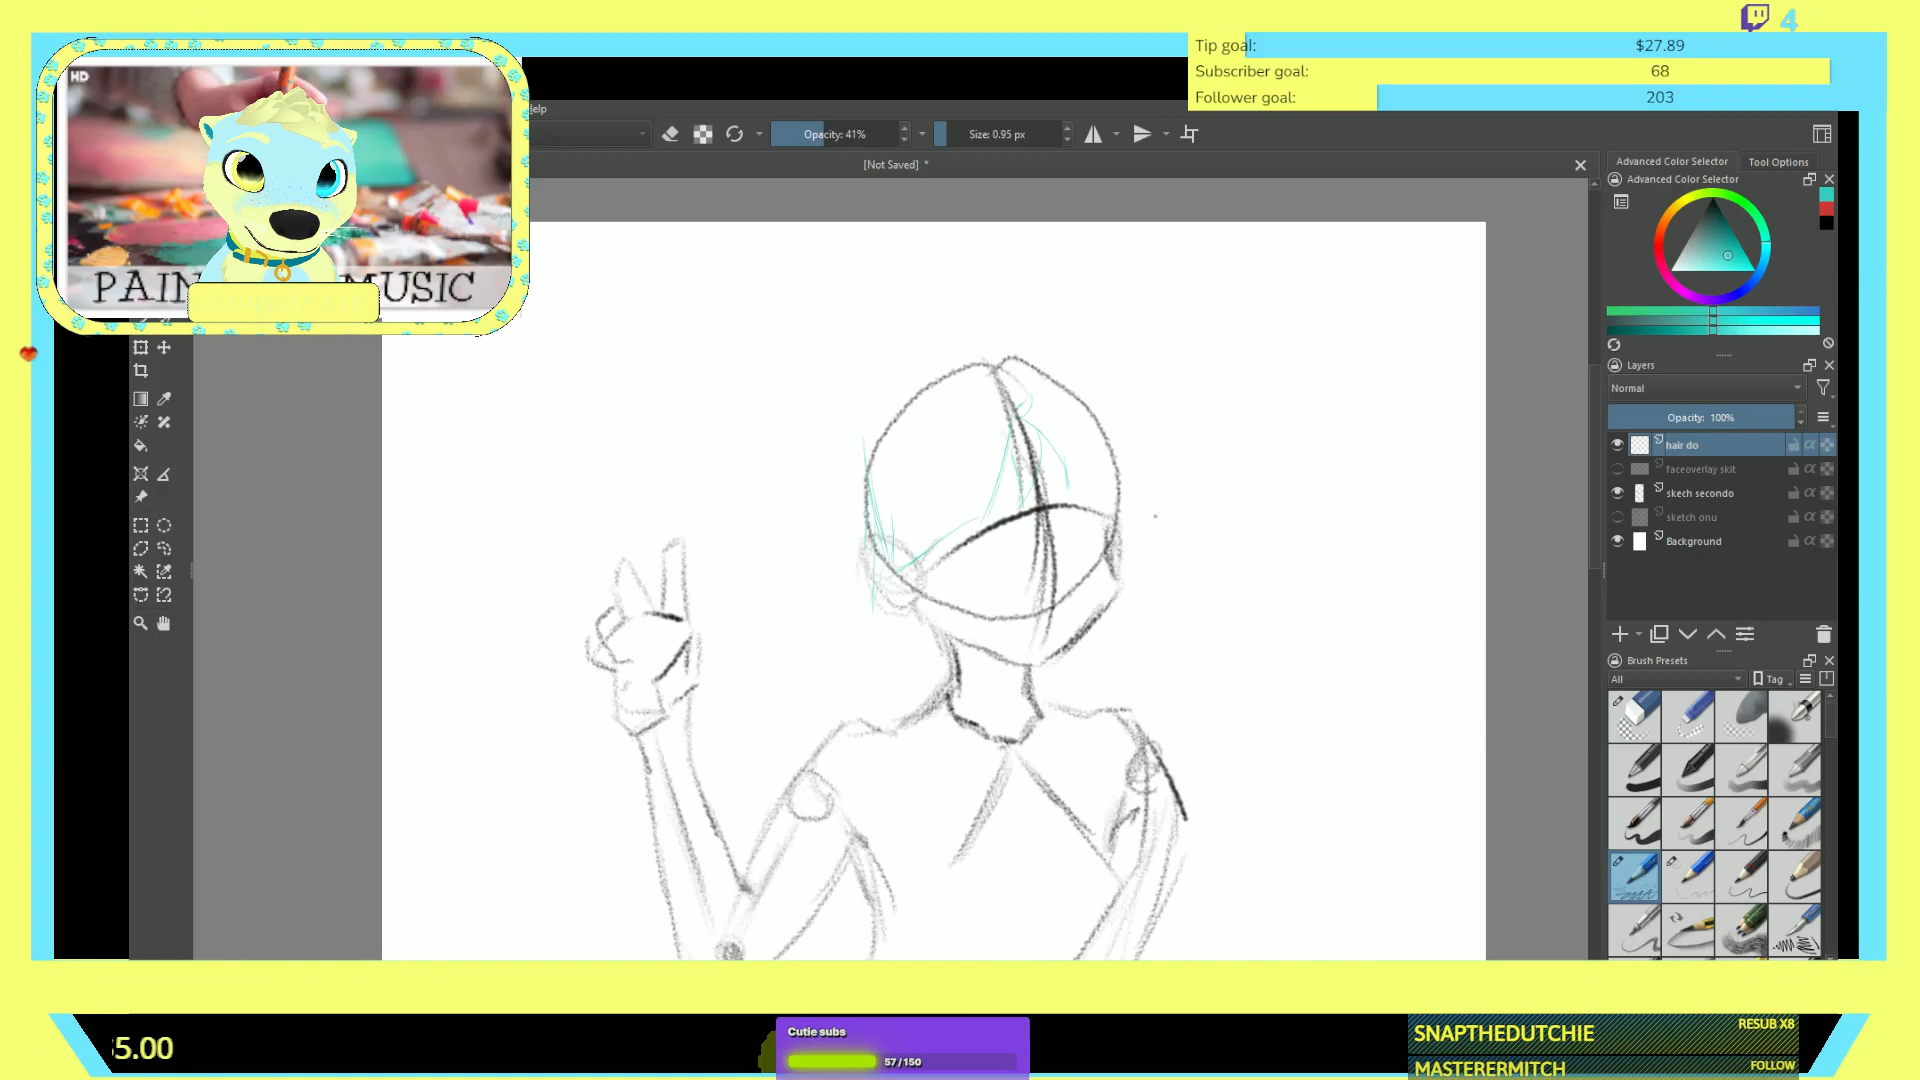 4
Tip goal: $27.89
Subscriber goal: 68
Follower goal: 203
HD
elp
Opacity: 41%
Size: 0.95 px
[Not Saved] *
Advanced Color Selector
Tool Options
Advanced Color Selector
PAIN MUSIC
Layers
Normal
Opacity: 100%
hair do
faceoverlay skit
skech secondo
sketch onu
Background
Brush Presets
All
Tag
5.00
Cutie subs
57/150
SNAPTHEDUTCHIE RESUB X8
MASTERERMITCH FOLLOW